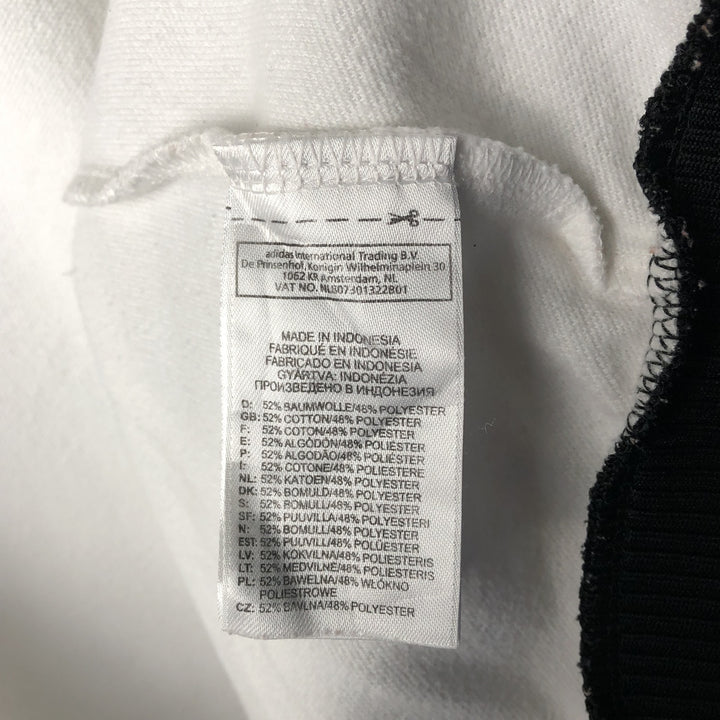 adidas International Trading B.V.
De Prinsenhof, Konigin Wilhelminaplein 30
1062 KR Amsterdam, NL
VAT NO. NL807301322B01
MADE IN INDONESIA
FABRIQUÉ EN INDONÉSIE
FABRICADO EN INDONESIA
GYÁRTVA: INDONÉZIA
ПРОИЗВЕДЕНО В ИНДОНЕЗИЯ
D: 52% BAUMWOLLE/48% POLYESTER
GB: 52% COTTON/48% POLYESTER
F: 52% COTON/48% POLYESTER
E: 52% ALGODÓN/48% POLIÉSTER
P: 52% ALGODÃO/48% POLIÉSTER
I: 52% COTONE/48% POLIESTERE
NL: 52% KATOEN/48% POLYESTER
DK: 52% BOMULD/48% POLYESTER
S: 52% BOMULL/48% POLYESTER
SF: 52% PUUVILLA/48% POLYESTERI
N: 52% BOMULL/48% POLYESTER
EST: 52% PUUVILL/48% POLÜESTER
LV: 52% KOKVILNA/48% POLIESTERIS
LT: 52% MEDVILNĖ/48% POLIESTERIS
PL: 52% BAWEŁNA/48% WŁÓKNO
POLIESTROWE
CZ: 52% BAVLNA/48% POLYESTER